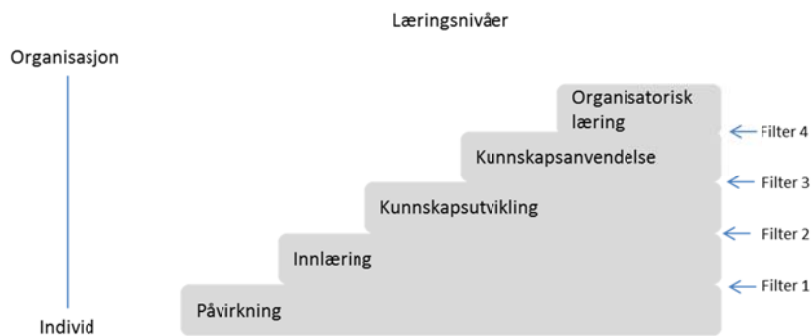 Læringsnivåer
Organisasjon
Organisatorisk
læring
Filter 4
Kunnskapsanvendelse
Filter 3
Kunnskapsutvikling
Filter 2
Innlæring
Filter 1
Påvirkning
Individ